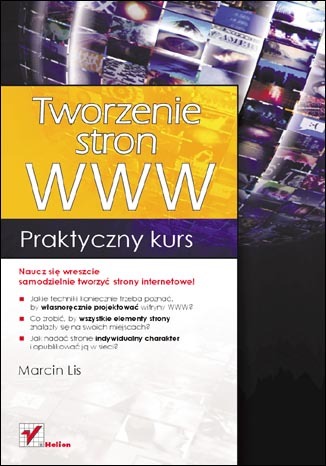 Tworzenie
stron
WWW
Praktyczny kurs
Naucz się wreszcie
samodzielnie tworzyć strony internetowe!
Jakie techniki koniecznie trzeba poznać,
by własnoręcznie projektować witryny WWW?
Co zrobić, by wszystkie elementy strony
znalazły się na swoich miejscach?
Jak nadać stronie indywidualny charakter
i opublikować ją w sieci?
Marcin Lis
Helion